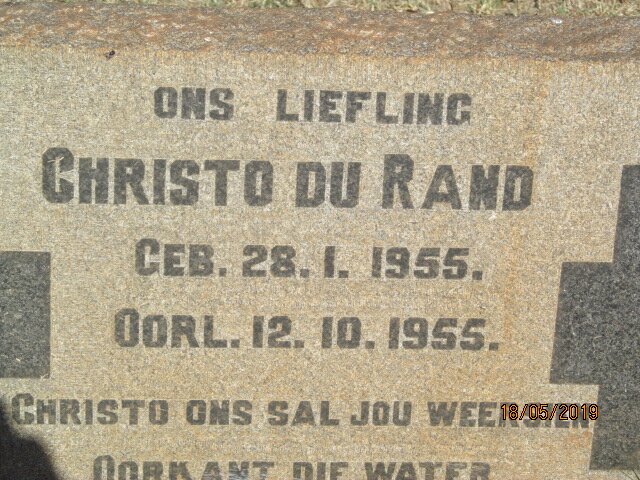 ONS LIEFLING
CHRISTO DU RAND
GEB. 28. 1. 1955.
OORL. 12. 10. 1955.
CHRISTO ONS SAL JOU
18/05/2019
OORKANT DIE WATER